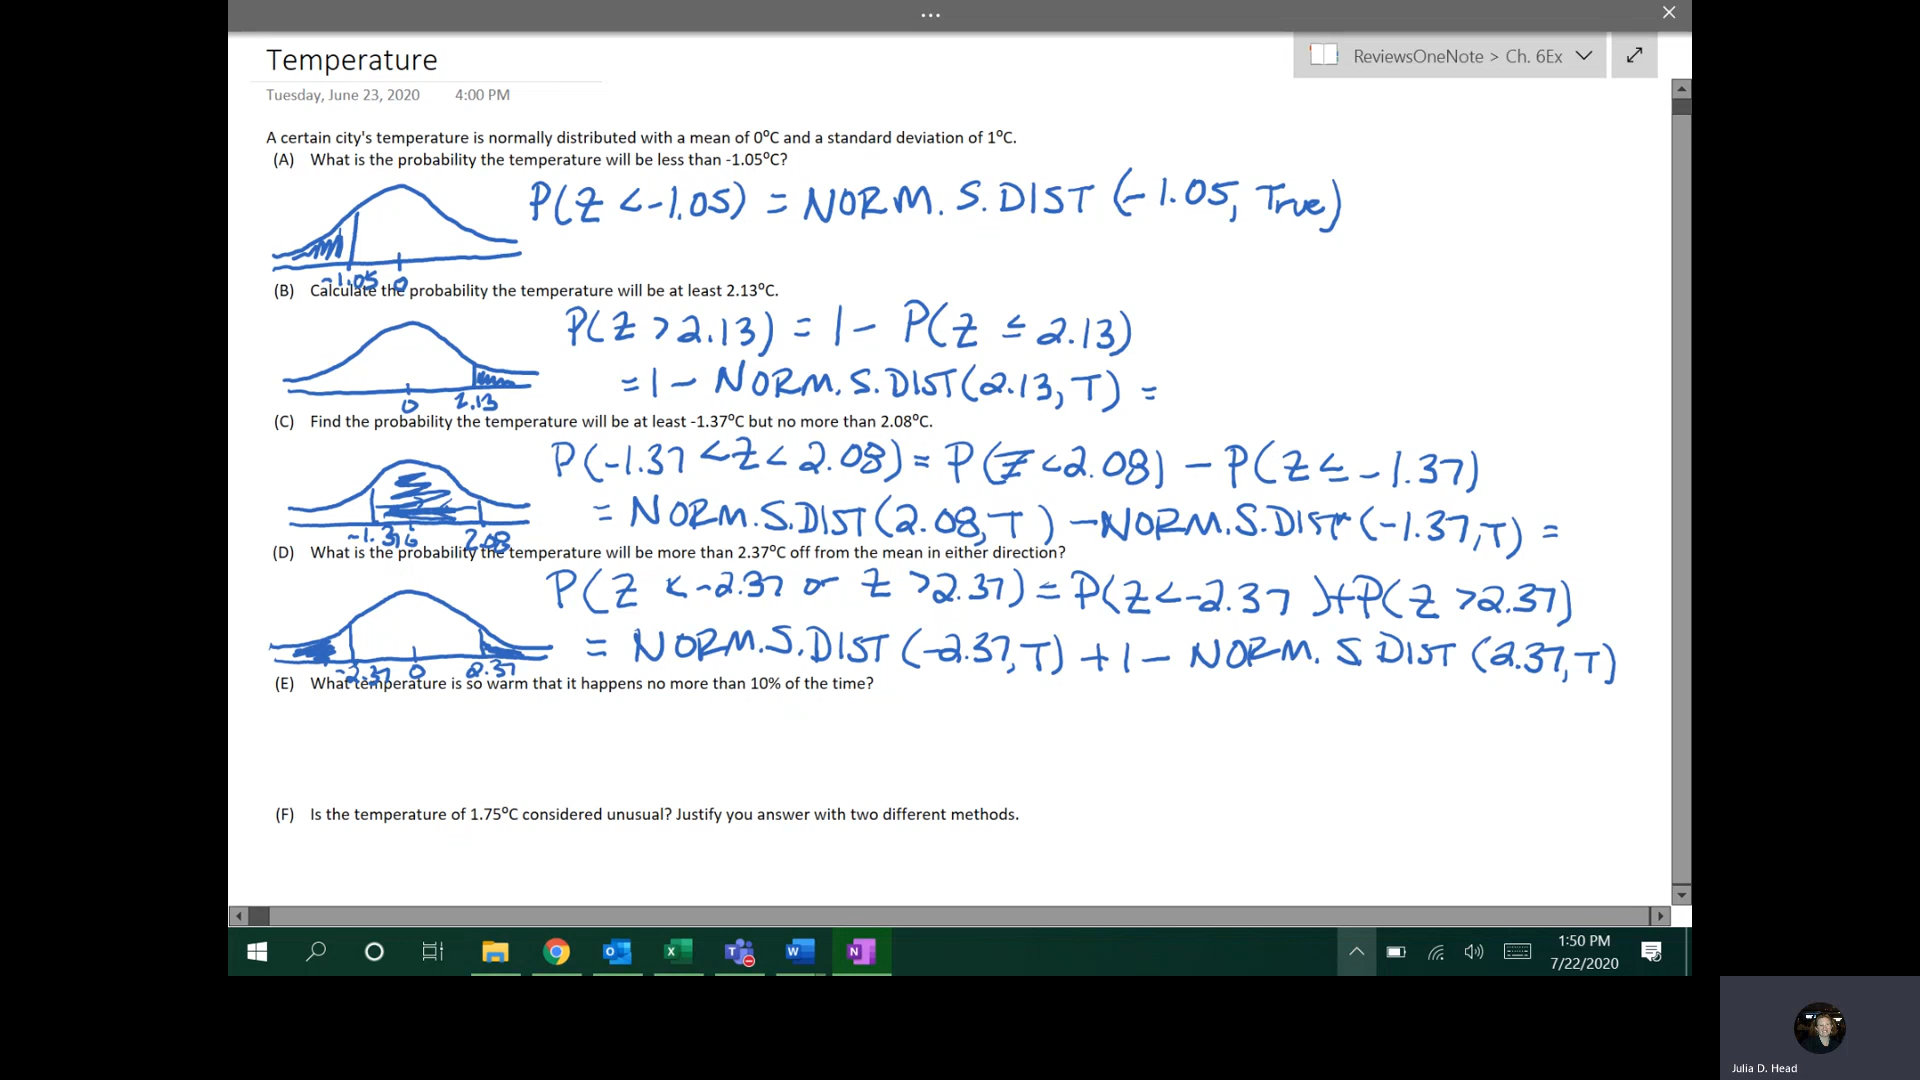 Temperature
ReviewsOneNote > Ch. 6Ex
Tuesday, June 23, 2020 4:00 PM
A certain city's temperature is normally distributed with a mean of 0⁰C and a standard deviation of 1⁰C.
(A) What is the probability the temperature will be less than -1.05⁰C?
P(Z < -1.05) = NORM.S.DIST(-1.05, True)
-1.05 0
(B) Calculate the probability the temperature will be at least 2.13⁰C.
P(Z > 2.13) = 1 - P(Z ≤ 2.13)
= 1 - NORM.S.DIST(2.13, T) =
0 2.13
(C) Find the probability the temperature will be at least -1.37⁰C but no more than 2.08⁰C.
P(-1.37 < Z < 2.08) = P(Z < 2.08) - P(Z ≤ -1.37)
= NORM.S.DIST(2.08, T) - NORM.S.DIST(-1.37, T) =
2.08
(D) What is the probability the temperature will be more than 2.37⁰C off from the mean in either direction?
P(Z < -2.37 or Z > 2.37) = P(Z < -2.37) + P(Z > 2.37)
= NORM.S.DIST(-2.37, T) + 1 - NORM.S.DIST(2.37, T)
-2.37 0 2.37
(E) What temperature is so warm that it happens no more than 10% of the time?
(F) Is the temperature of 1.75⁰C considered unusual? Justify you answer with two different methods.
1:50 PM
7/22/2020
Julia D. Head